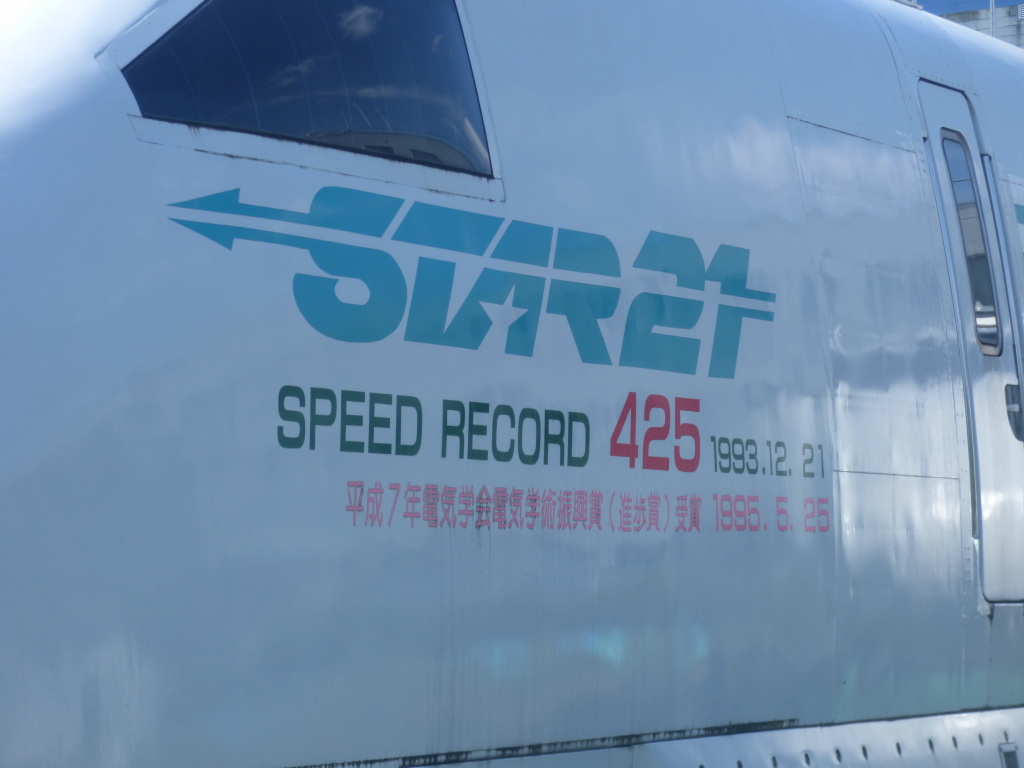 STAR21
SPEED RECORD 425 1993.12.21
平成7年電気学会電気学術振興賞(進歩賞)受賞 1995.5.25